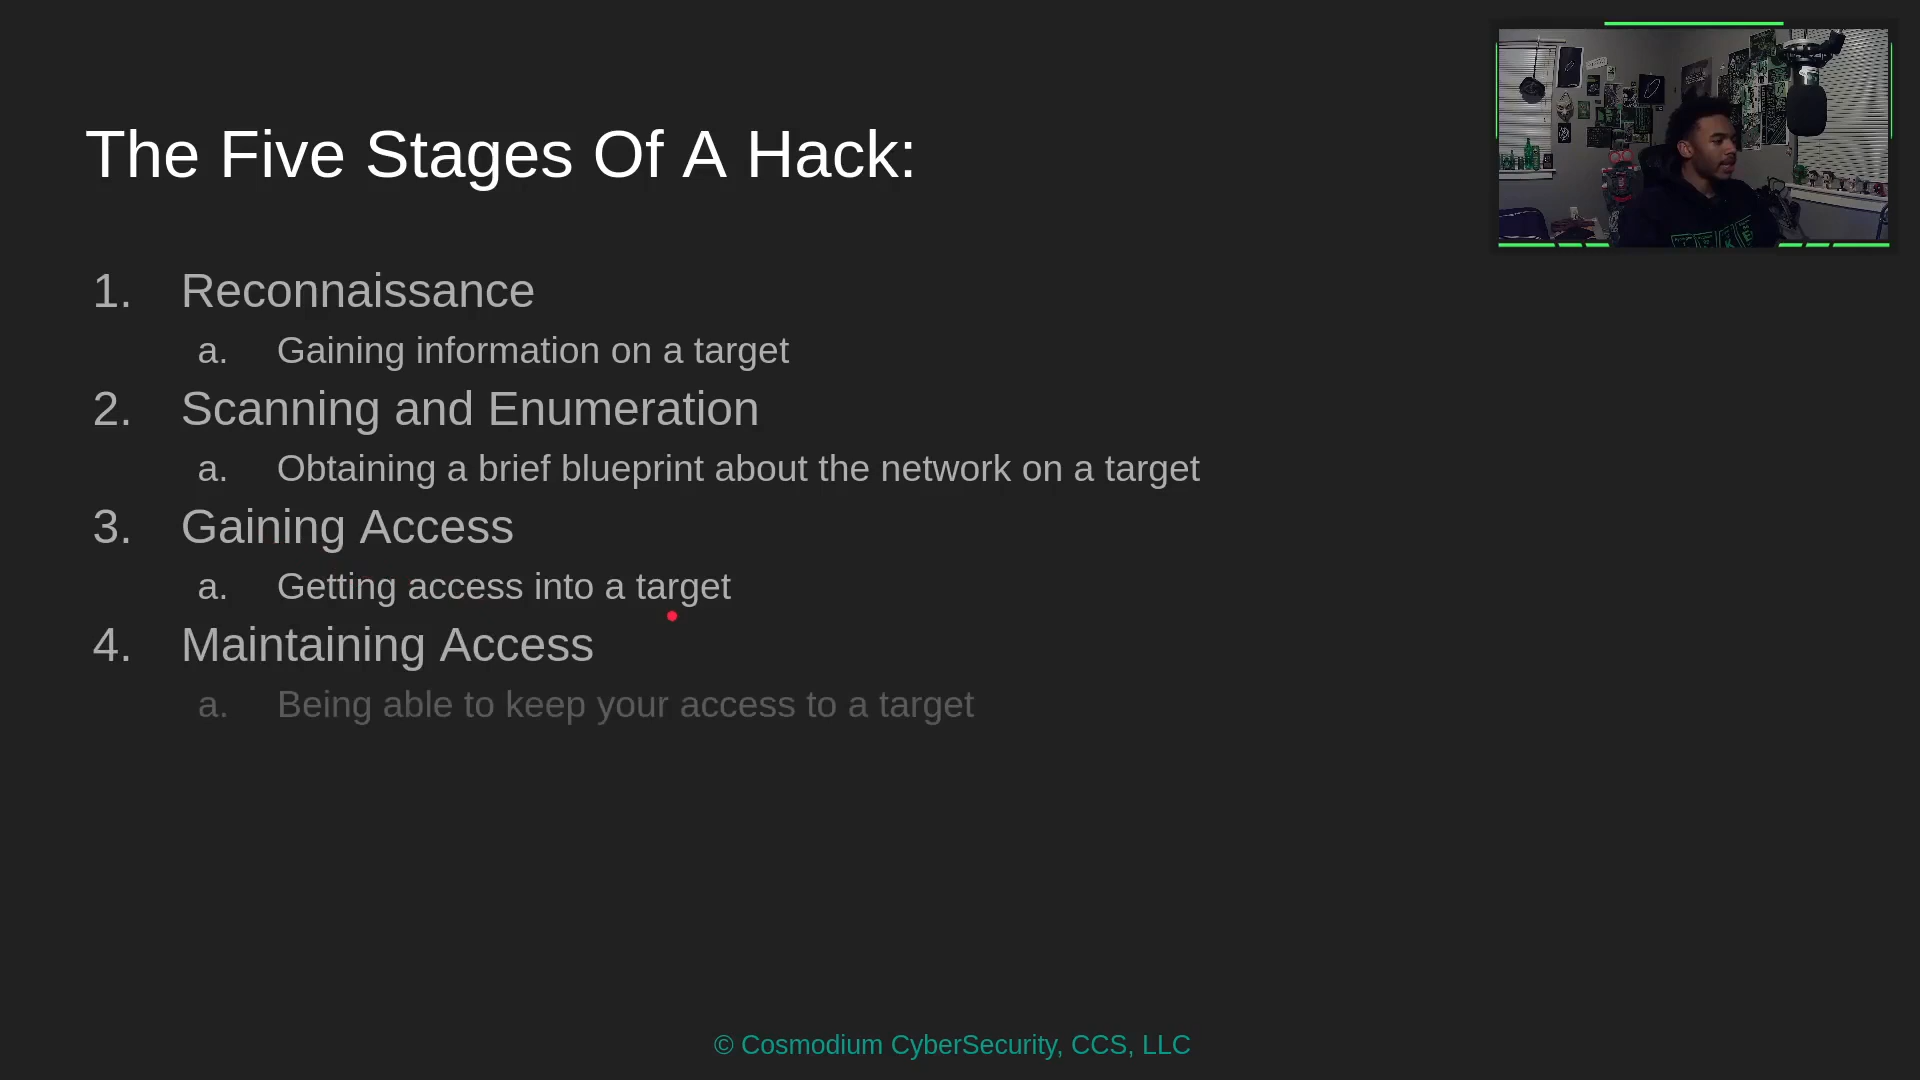 The Five Stages Of A Hack:
1. Reconnaissance
a. Gaining information on a target
2. Scanning and Enumeration
a. Obtaining a brief blueprint about the network on a target
3. Gaining Access
a. Getting access into a target
4. Maintaining Access
a. Being able to keep your access to a target
© Cosmodium CyberSecurity, CCS, LLC